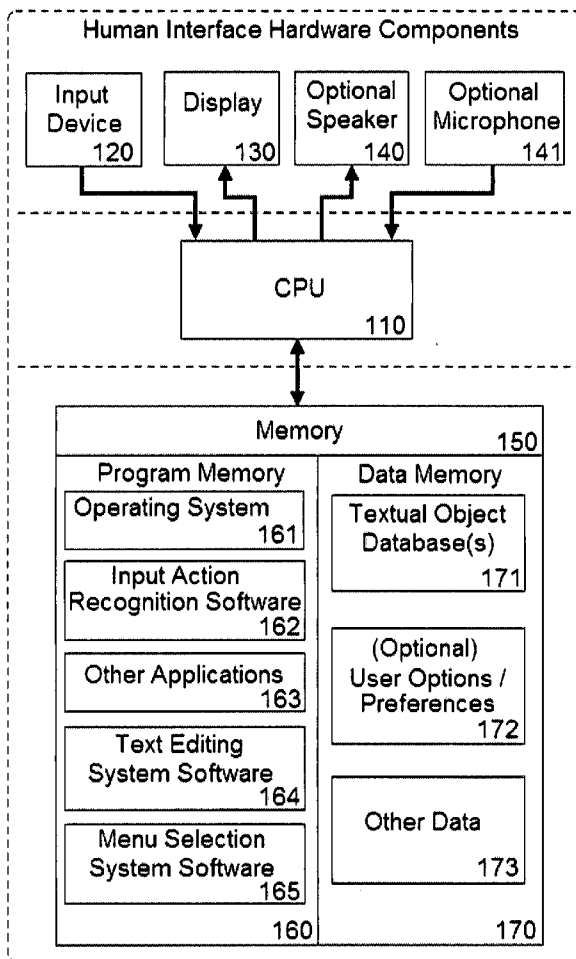 Human Interface Hardware Components
Input
Device
120
Display
130
Optional
Speaker
140
Optional
Microphone
141
CPU
110
Memory
150
Program Memory
Operating System
161
Input Action
Recognition Software
162
Other Applications
163
Text Editing
System Software
164
Menu Selection
System Software
165
160
Data Memory
Textual Object
Database(s)
171
(Optional)
User Options /
Preferences
172
Other Data
173
170